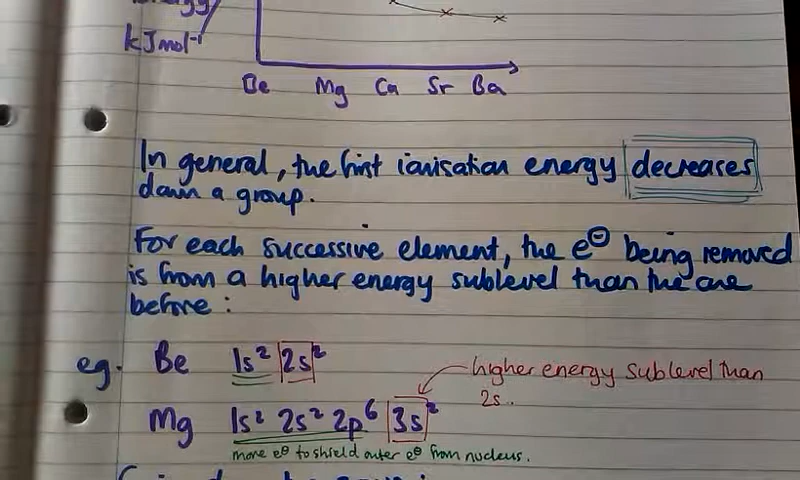 kJmol⁻¹
Be Mg Ca Sr Ba
In general, the first ionisation energy decreases
down a group.
For each successive element, the e⊖ being removed
is from a higher energy sublevel than the one
before :
eg. Be 1s² 2s²
higher energy sublevel than
2s.
Mg 1s² 2s² 2p⁶ 3s²
more e⊖ to shield outer e⊖ from nucleus.